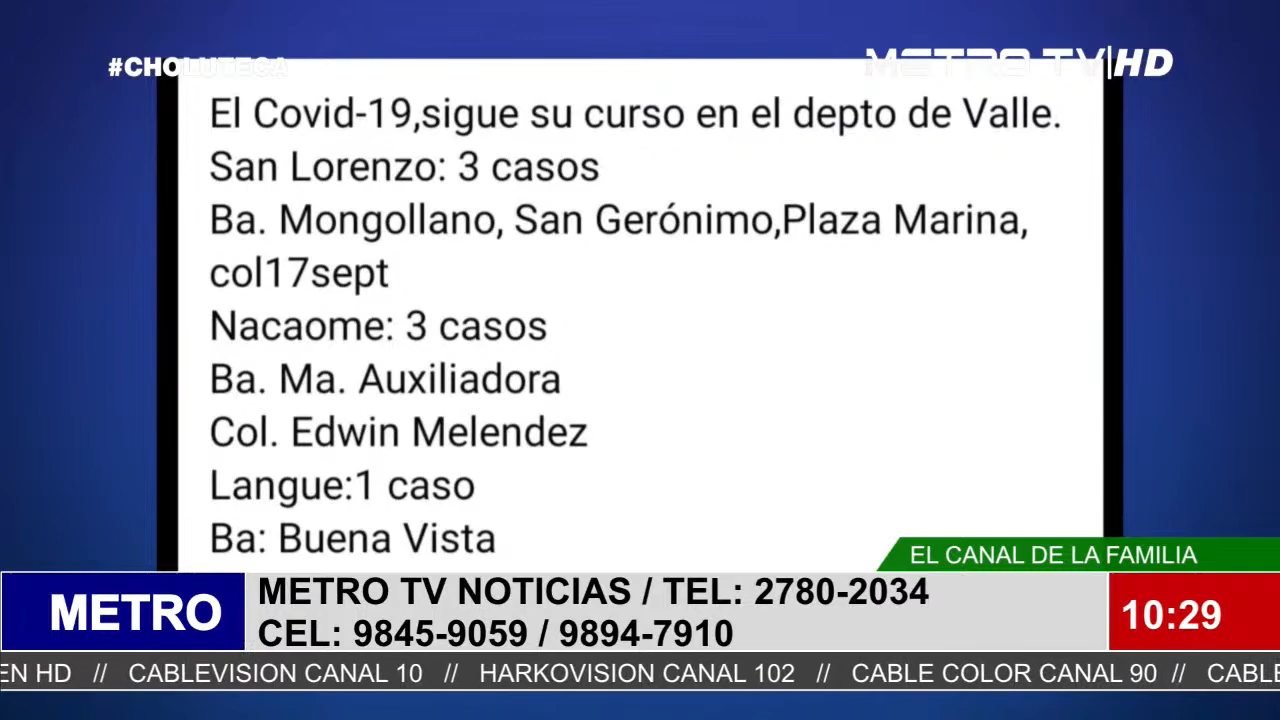 #CHOLUTECA
METRO TV|HD
El Covid-19,sigue su curso en el depto de Valle.
San Lorenzo: 3 casos
Ba. Mongollano, San Gerónimo,Plaza Marina,
col17sept
Nacaome: 3 casos
Ba. Ma. Auxiliadora
Col. Edwin Melendez
Langue:1 caso
Ba: Buena Vista
EL CANAL DE LA FAMILIA
METRO
METRO TV NOTICIAS / TEL: 2780-2034
CEL: 9845-9059 / 9894-7910
10:29
EN HD // CABLEVISION CANAL 10 // HARKOVISION CANAL 102 // CABLE COLOR CANAL 90 // CABLE